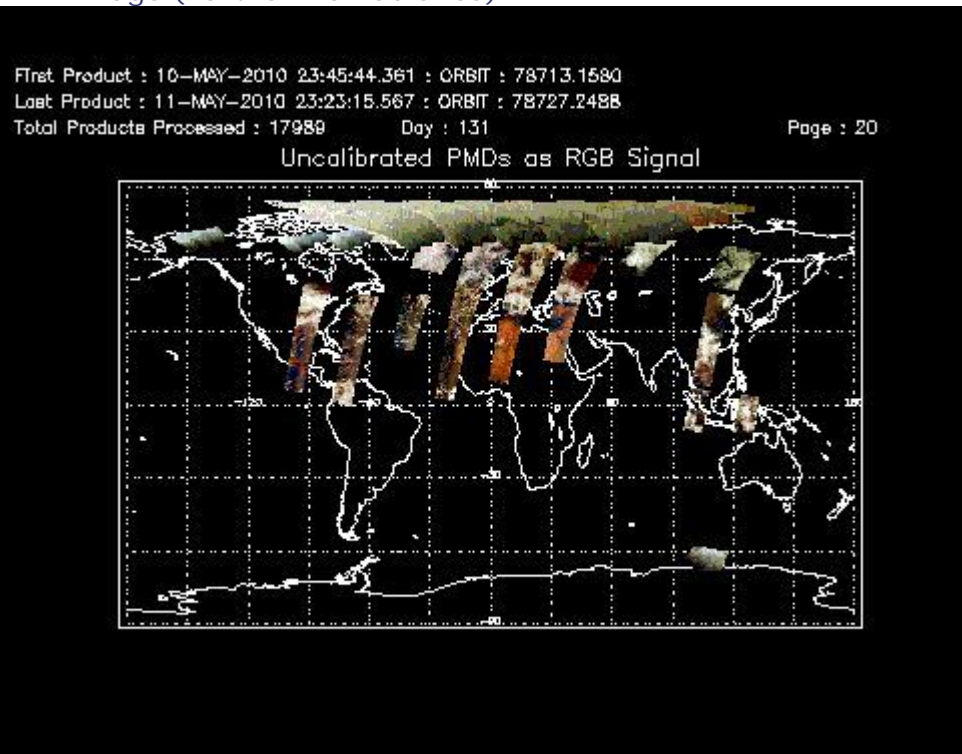 First Product : 10-MAY-2010 23:45:44.361 : ORBIT : 78713.1580
Last Product : 11-MAY-2010 23:23:15.567 : ORBIT : 78727.2488
Total Products Processed : 17989 Day : 131 Page : 20
Uncalibrated PMDs as RGB Signal
-120
60
180
-30
-90